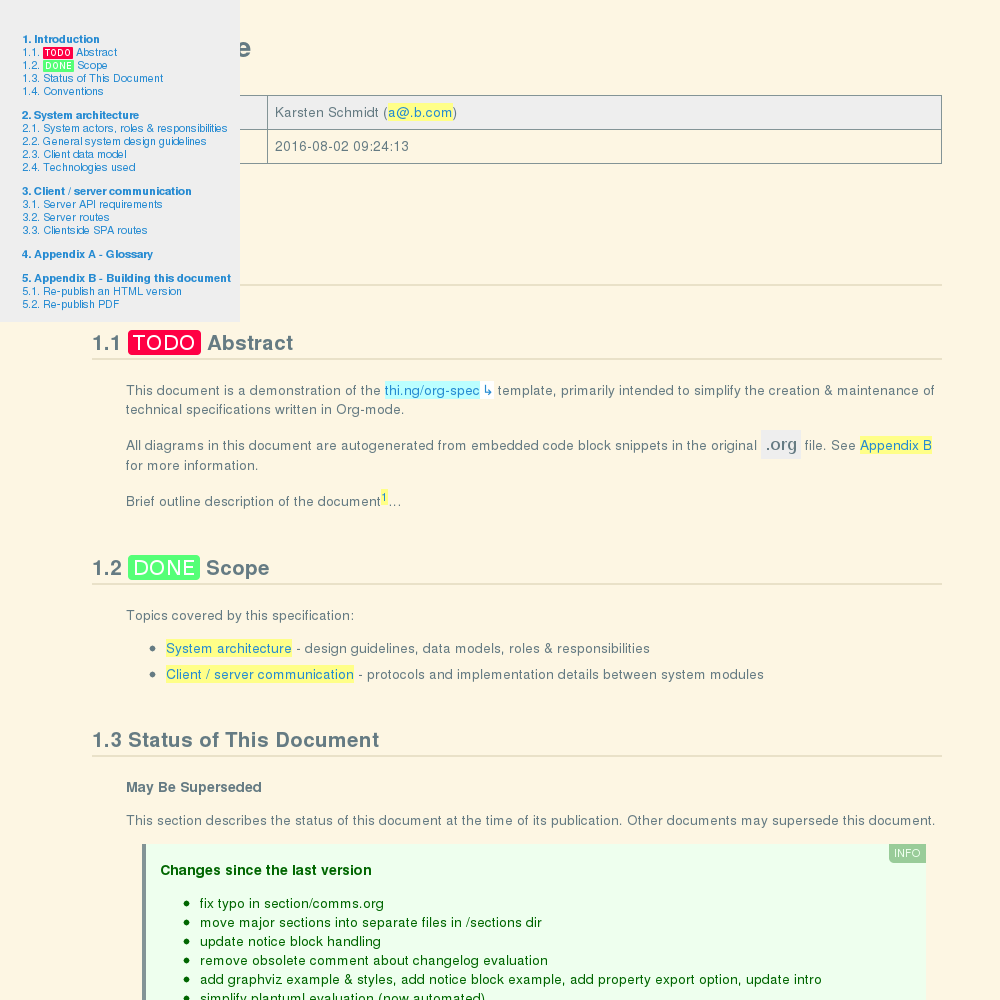 1. Introduction
1.1. TODO Abstract
1.2. DONE Scope
1.3. Status of This Document
1.4. Conventions
2. System architecture
2.1. System actors, roles & responsibilities
2.2. General system design guidelines
2.3. Client data model
2.4. Technologies used
3. Client / server communication
3.1. Server API requirements
3.2. Server routes
3.3. Clientside SPA routes
4. Appendix A - Glossary
5. Appendix B - Building this document
5.1. Re-publish an HTML version
5.2. Re-publish PDF
e
Karsten Schmidt (a@.b.com)
2016-08-02 09:24:13
1.1 TODO Abstract
This document is a demonstration of the thi.ng/org-spec ↳ template, primarily intended to simplify the creation & maintenance of
technical specifications written in Org-mode.
All diagrams in this document are autogenerated from embedded code block snippets in the original .org file. See Appendix B
for more information.
Brief outline description of the document1...
1.2 DONE Scope
Topics covered by this specification:
• System architecture - design guidelines, data models, roles & responsibilities
• Client / server communication - protocols and implementation details between system modules
1.3 Status of This Document
May Be Superseded
This section describes the status of this document at the time of its publication. Other documents may supersede this document.
INFO
Changes since the last version
• fix typo in section/comms.org
• move major sections into separate files in /sections dir
• update notice block handling
• remove obsolete comment about changelog evaluation
• add graphviz example & styles, add notice block example, add property export option, update intro
• simplify plantuml evaluation (now automated)